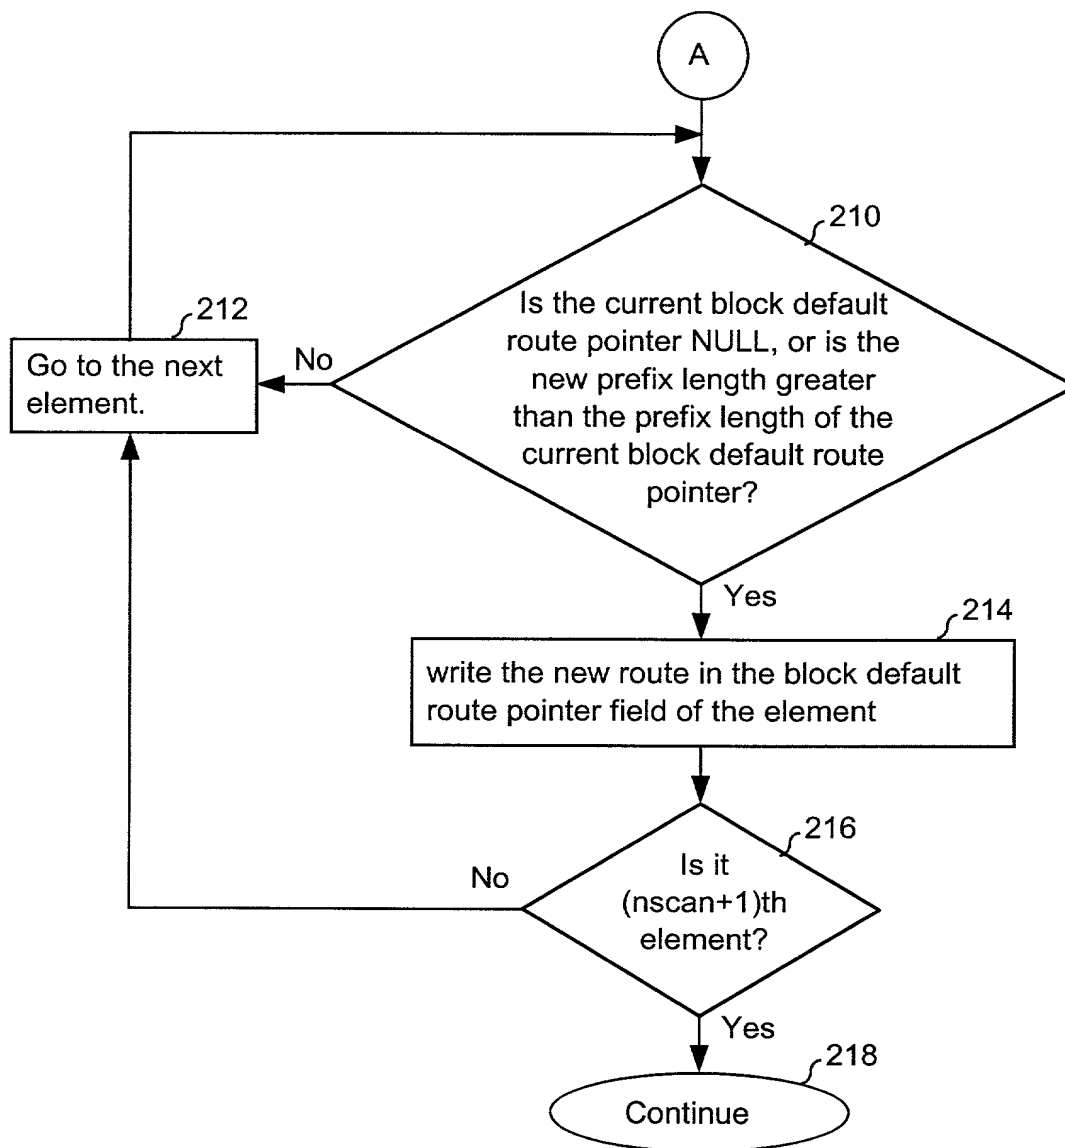 A
210
Is the current block default
route pointer NULL, or is the
new prefix length greater
than the prefix length of the
current block default route
pointer?
212
Go to the next
element.
No
Yes
214
write the new route in the block default
route pointer field of the element
216
Is it
(nscan+1)th
element?
No
Yes
218
Continue